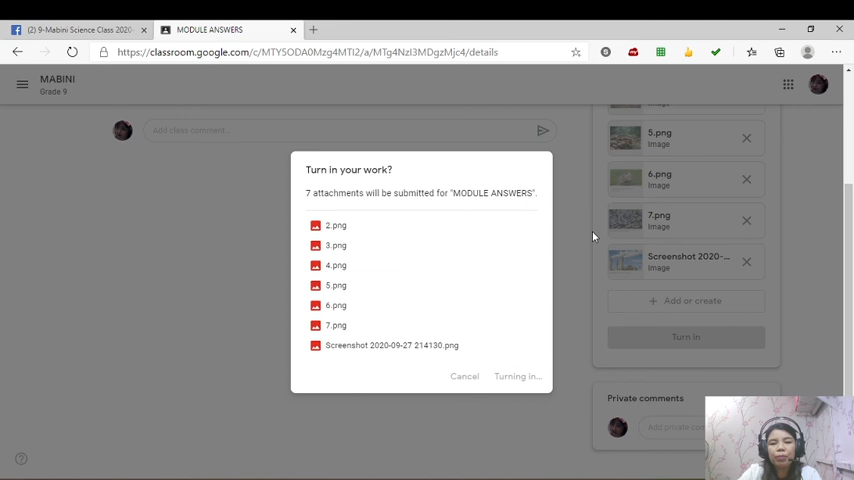 (2) 9-Mabini Science Class 2020-
MODULE ANSWERS
https://classroom.google.com/c/MTY5ODA0Mzg4MTI2/a/MTg4NzI3MDgzMjc4/details
MABINI
Grade 9
Add class comment...
5.png
Image
6.png
Image
7.png
Image
Screenshot 2020-...
Image
Add or create
Turn in
Private comments
Add private com
Turn in your work?
7 attachments will be submitted for "MODULE ANSWERS".
2.png
3.png
4.png
5.png
6.png
7.png
Screenshot 2020-09-27 214130.png
Cancel
Turning in...